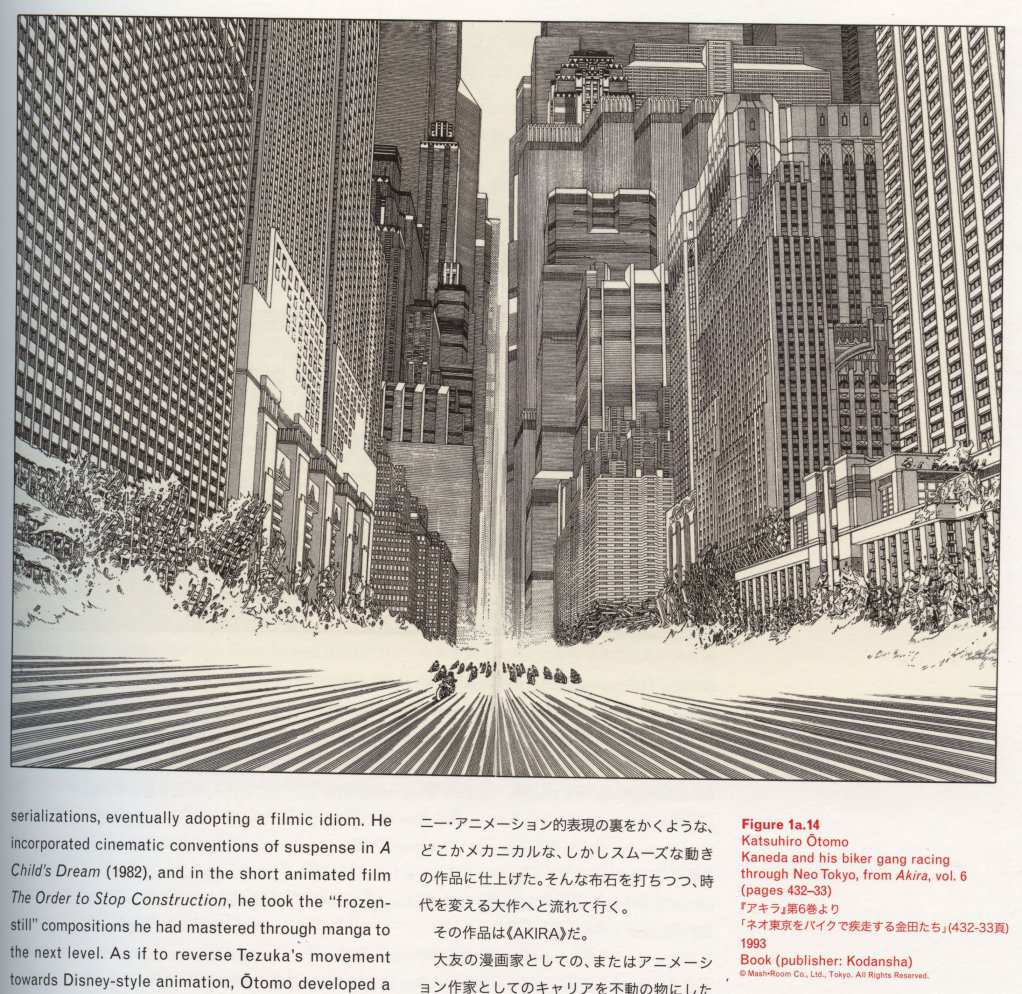 serializations, eventually adopting a filmic idiom. He
incorporated cinematic conventions of suspense in A
Child's Dream (1982), and in the short animated film
The Order to Stop Construction, he took the “frozen-
still” compositions he had mastered through manga to
the next level. As if to reverse Tezuka's movement
towards Disney-style animation, Ōtomo developed a
ニー・アニメーション的表現の裏をかくような、
どこかメカニカルな、しかしスムーズな動き
の作品に仕上げた。そんな布石を打ちつつ、時
代を変える大作へと流れて行く。
その作品は《AKIRA》だ。
大友の漫画家としての、またはアニメーシ
ョン作家としてのキャリアを不動の物にした
Figure 1a.14
Katsuhiro Ōtomo
Kaneda and his biker gang racing
through Neo Tokyo, from Akira, vol. 6
(pages 432–33)
『アキラ』第6巻より
「ネオ東京をバイクで疾走する金田たち」(432-33頁)
1993
Book (publisher: Kodansha)
© Mash•Room Co., Ltd., Tokyo. All Rights Reserved.